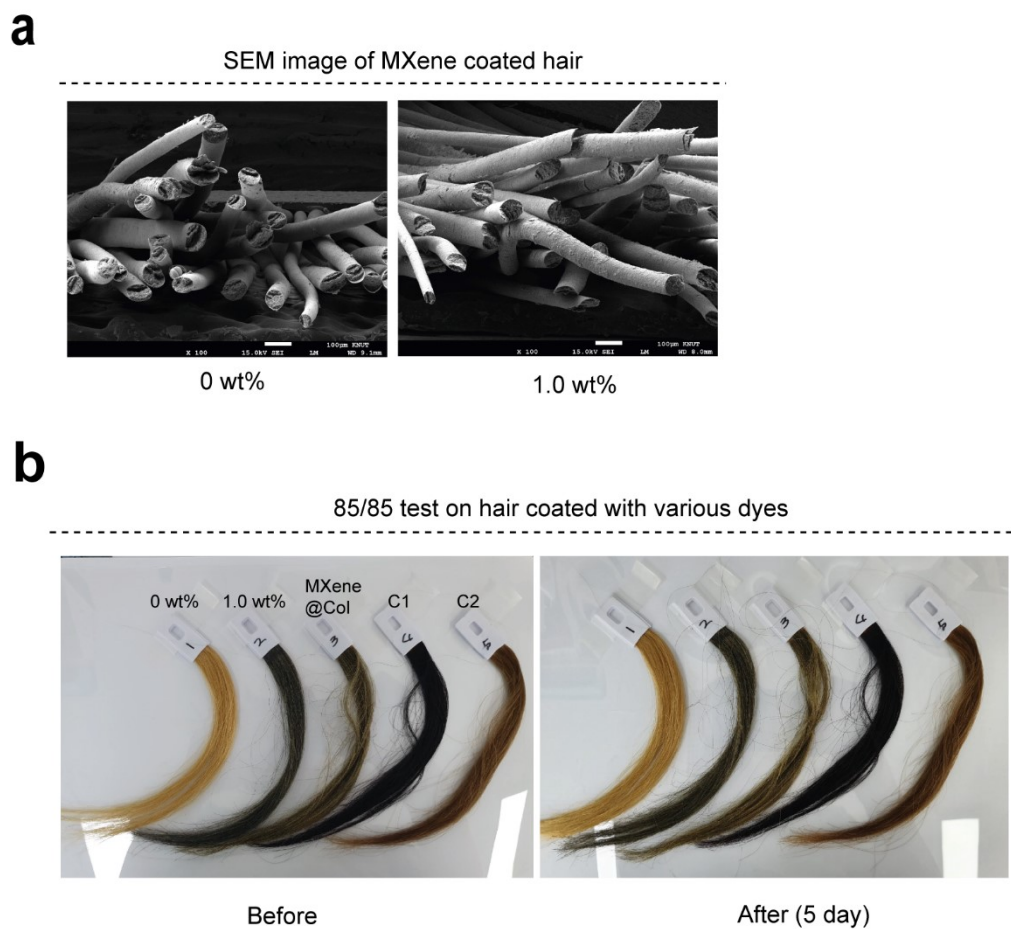 a
SEM image of MXene coated hair
X 100 15.0kV SEI LM WD 9.1mm
100µm KNUT
X 100 15.0kV SEI LM WD 8.0mm
100µm KNUT
0 wt%
1.0 wt%
b
85/85 test on hair coated with various dyes
0 wt%
1.0 wt%
MXene
@Col
C1
C2
1
2
3
4
5
1
2
3
4
5
Before
After (5 day)